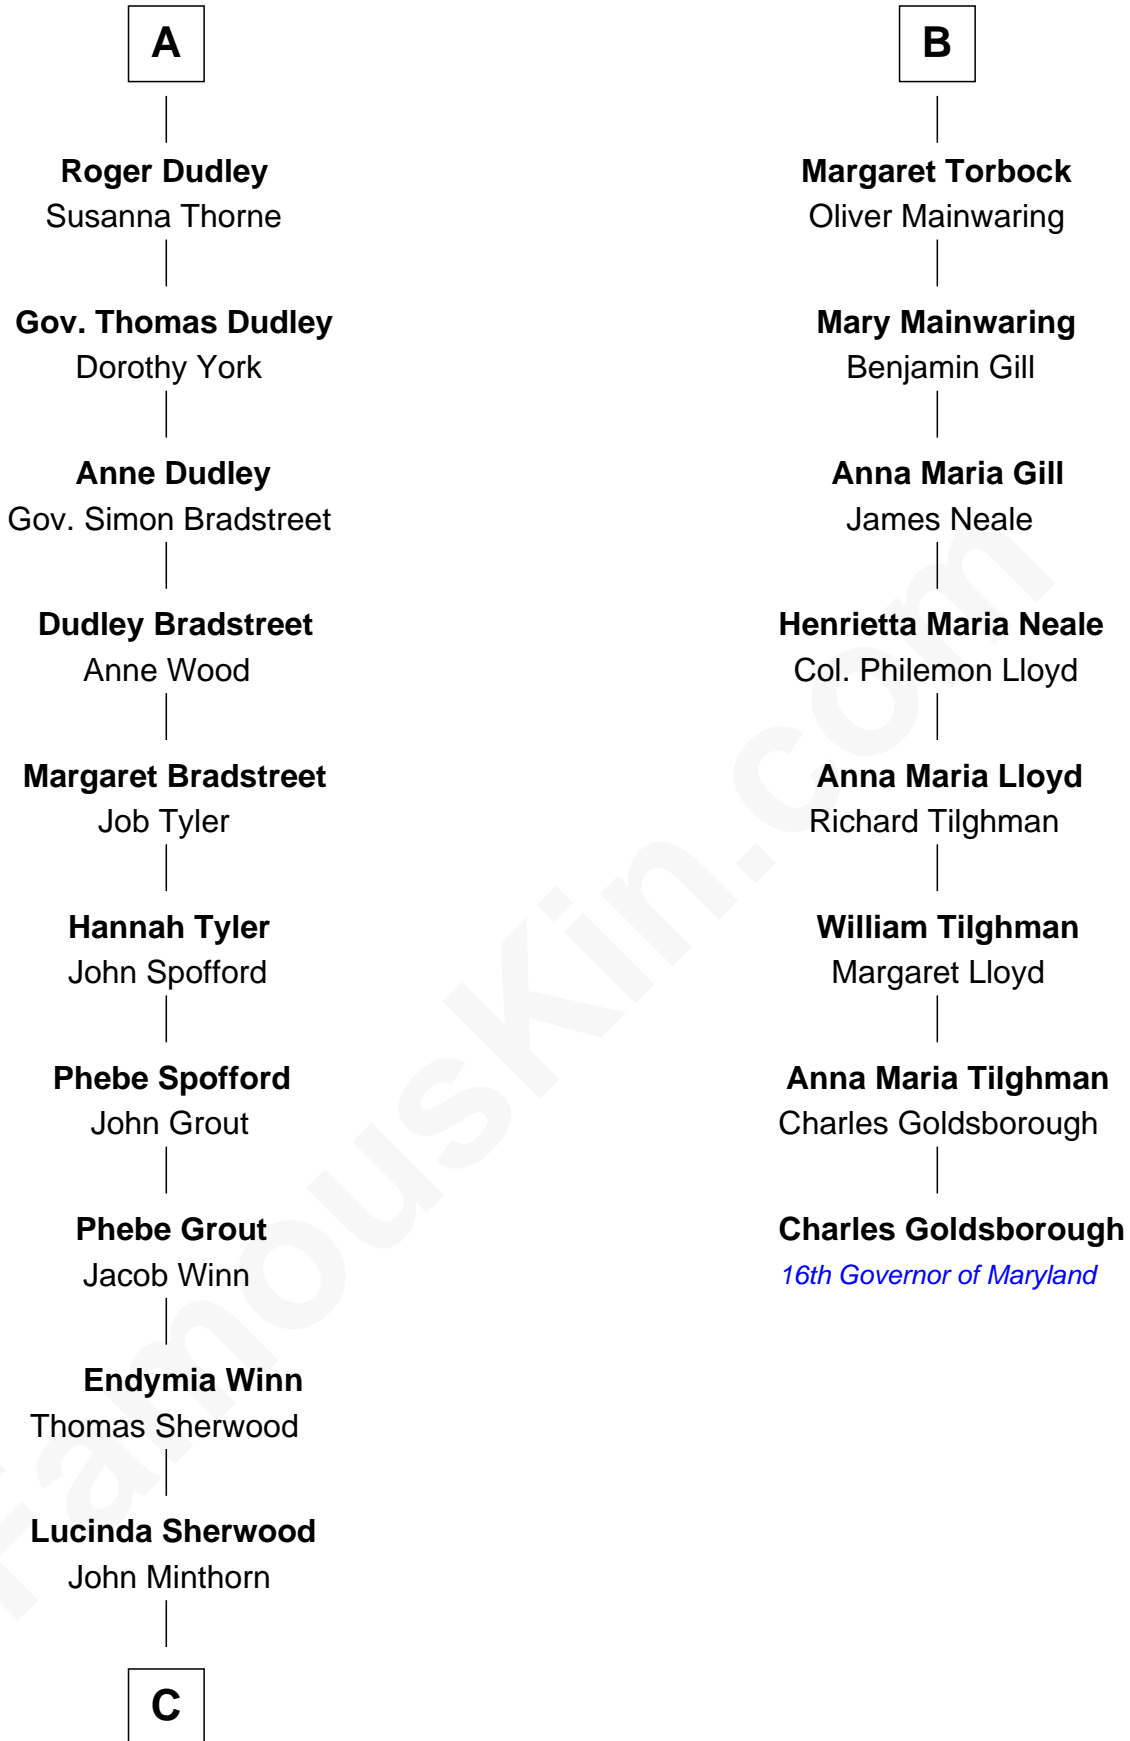 A
Roger Dudley
Susanna Thorne
Gov. Thomas Dudley
Dorothy York
Anne Dudley
Gov. Simon Bradstreet
Dudley Bradstreet
Anne Wood
Margaret Bradstreet
Job Tyler
Hannah Tyler
John Spofford
Phebe Spofford
John Grout
Phebe Grout
Jacob Winn
Endymia Winn
Thomas Sherwood
Lucinda Sherwood
John Minthorn
C
B
Margaret Torbock
Oliver Mainwaring
Mary Mainwaring
Benjamin Gill
Anna Maria Gill
James Neale
Henrietta Maria Neale
Col. Philemon Lloyd
Anna Maria Lloyd
Richard Tilghman
William Tilghman
Margaret Lloyd
Anna Maria Tilghman
Charles Goldsborough
Charles Goldsborough
16th Governor of Maryland
FamousKin.com